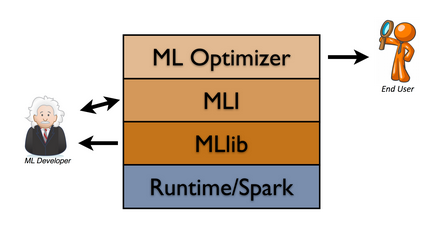 ML Optimizer
End User
MLI
MLlib
ML Developer
Runtime/Spark